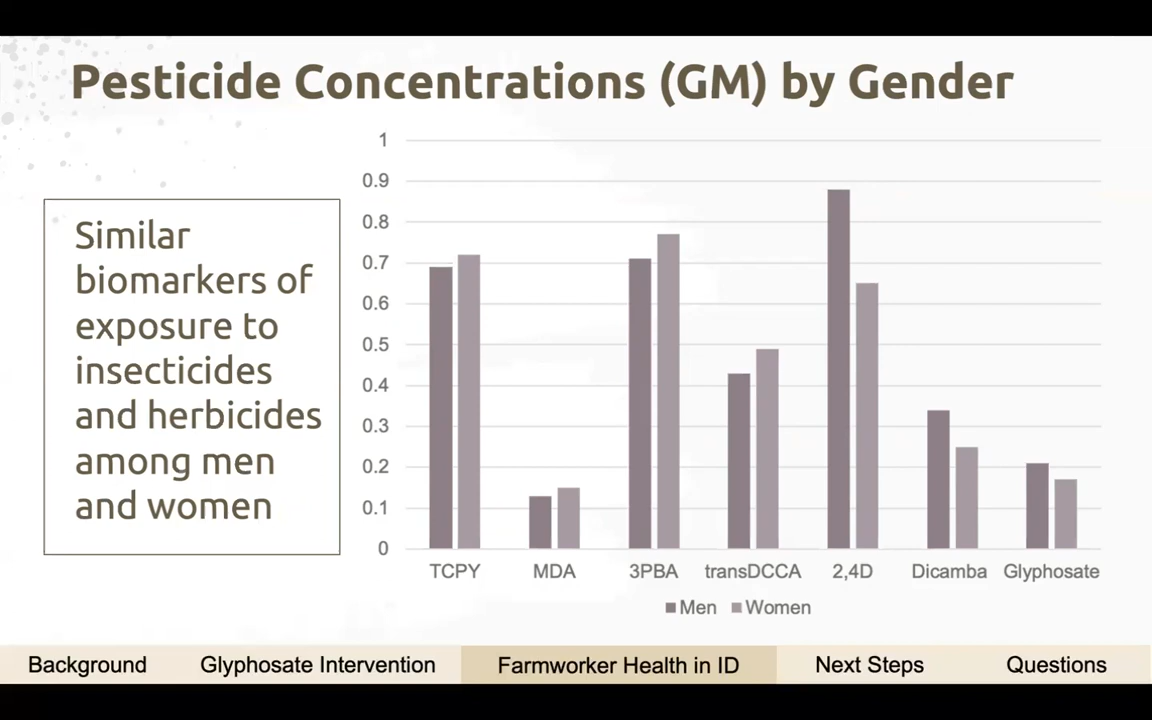 Pesticide Concentrations (GM) by Gender
Similar
biomarkers of
exposure to
insecticides
and herbicides
among men
and women
1
0.9
0.8
0.7
0.6
0.5
0.4
0.3
0.2
0.1
0
TCPY MDA 3PBA transDCCA 2,4D Dicamba Glyphosate
Men Women
Background Glyphosate Intervention Farmworker Health in ID Next Steps Questions